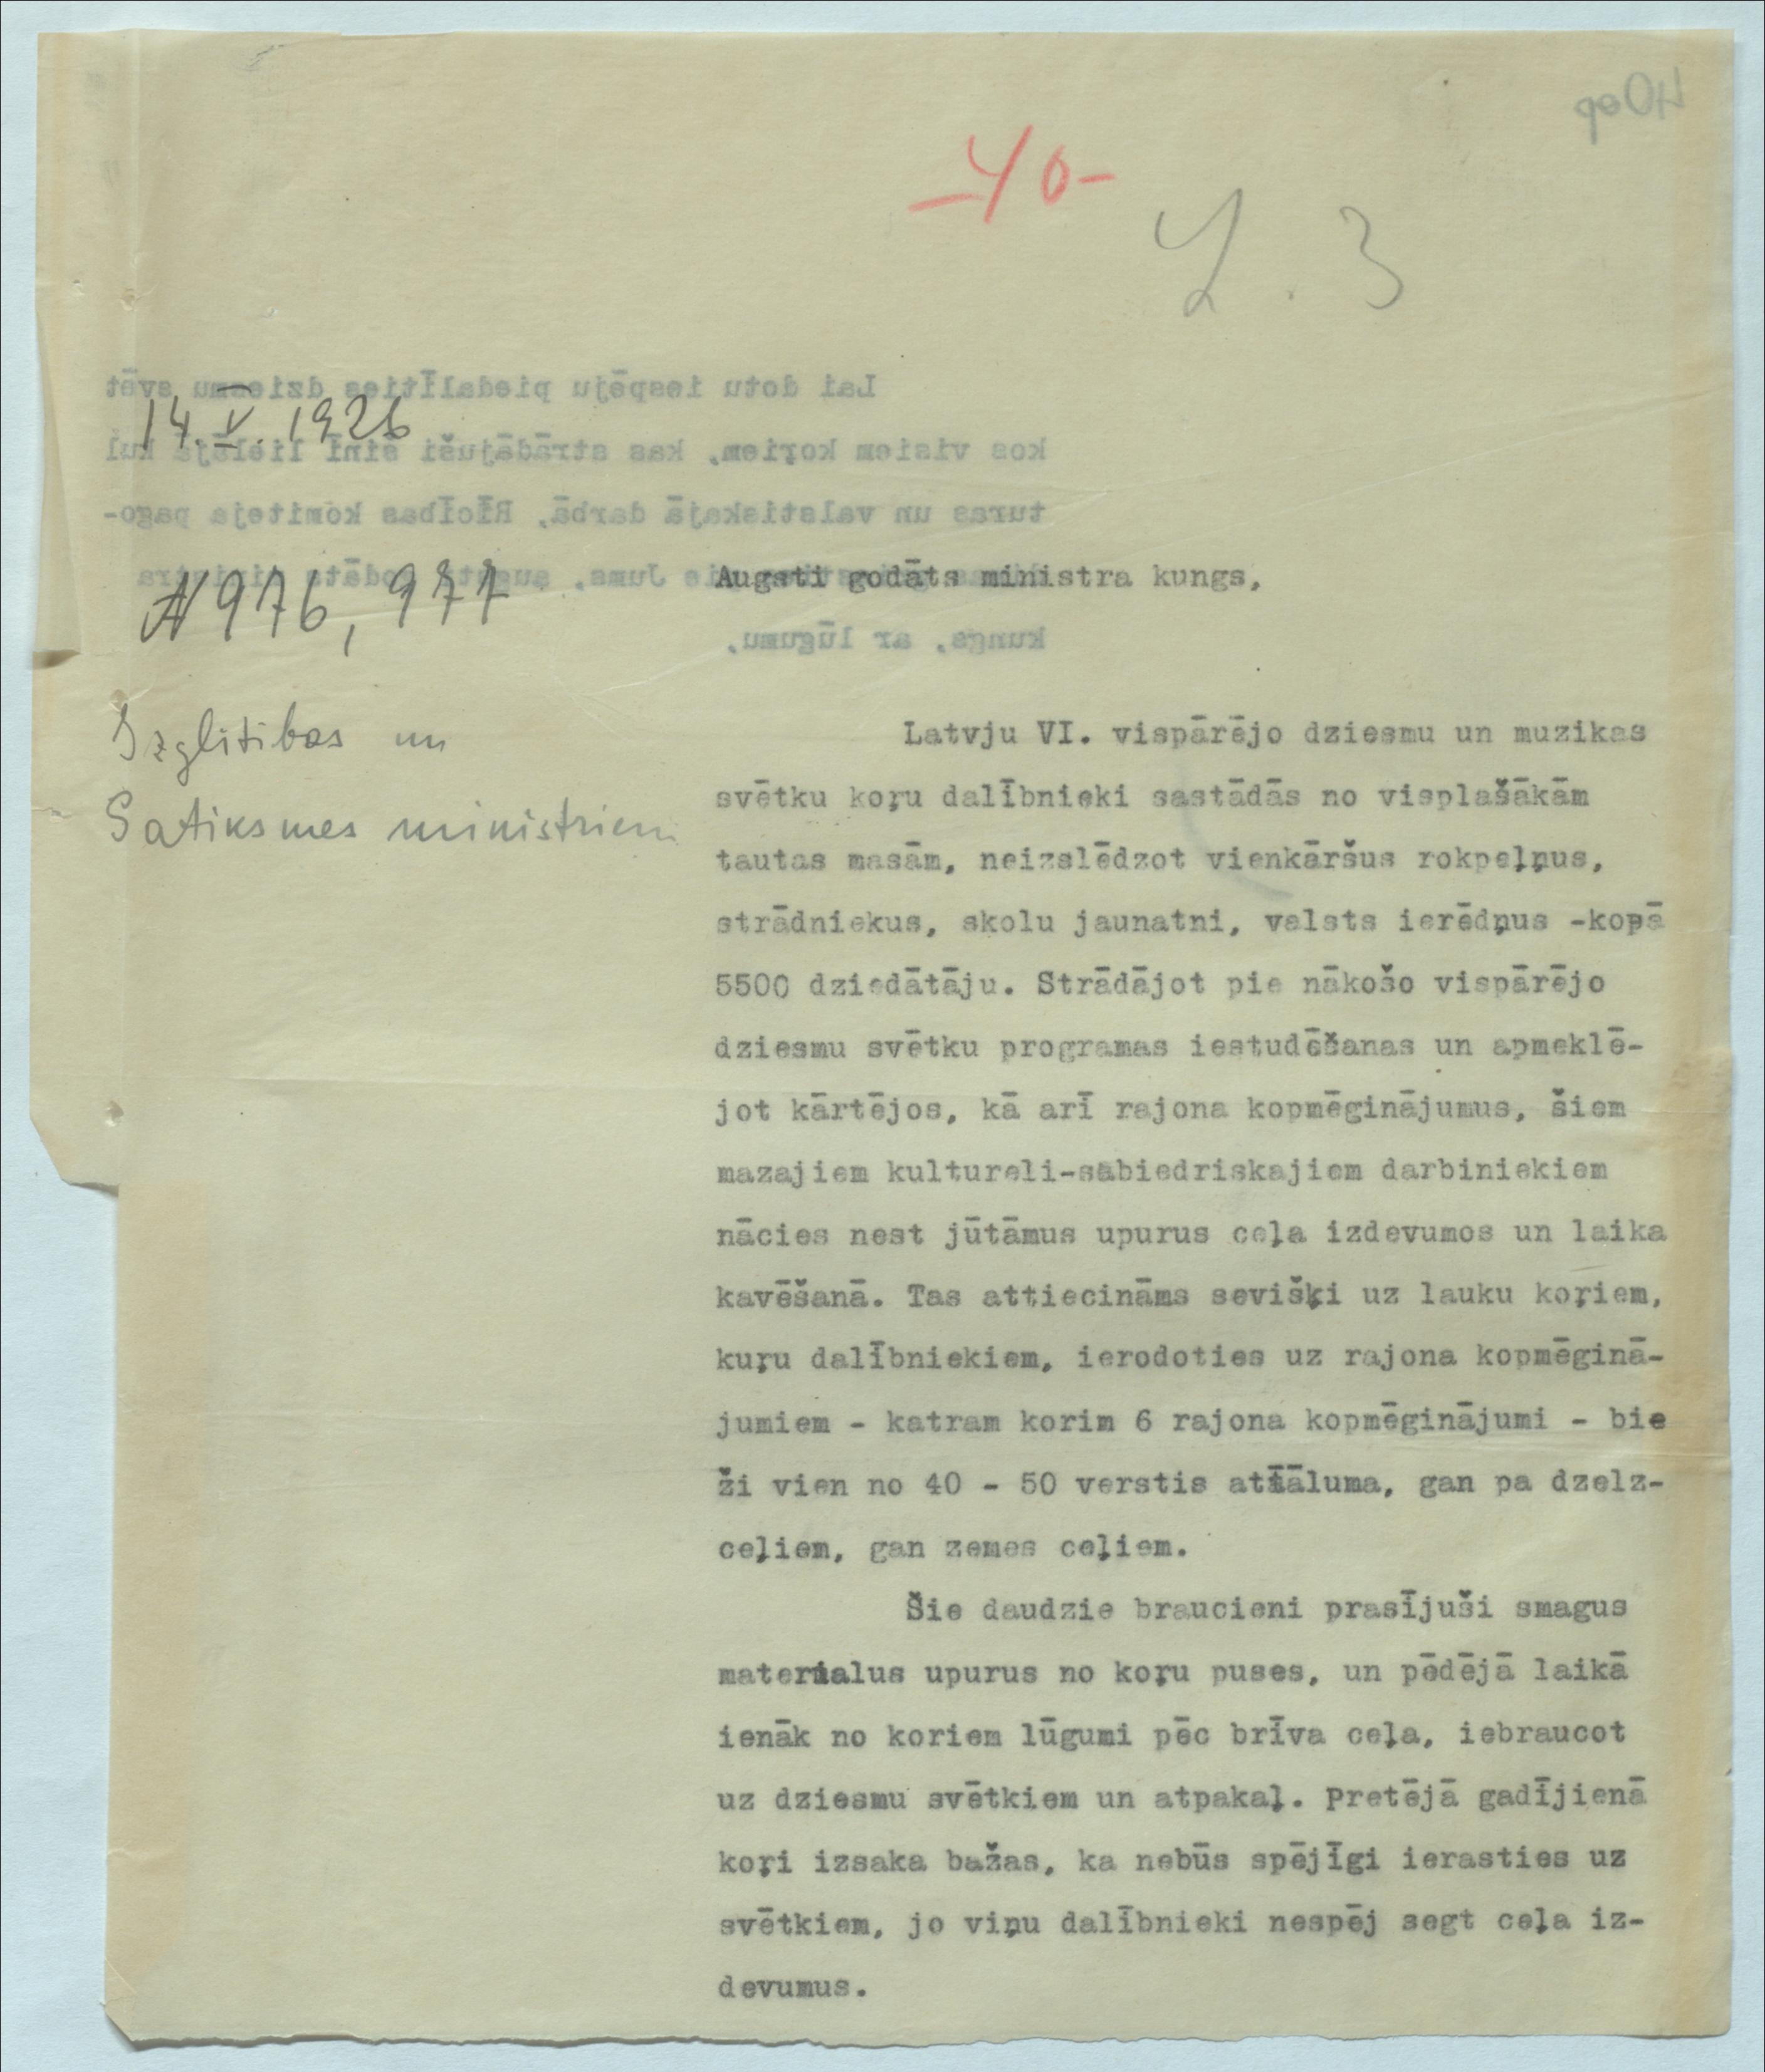 -40-
L. 3
14. V. 1926
N 976, 977
Izglītības un
Satiksmes ministriem
Augsti godāts ministra kungs,
Latvju VI. vispārējo dziesmu un muzikas
svētku koŗu dalībnieki sastādās no visplašākām
tautas masām, neizslēdzot vienkāršus rokpeļņus,
strādniekus, skolu jaunatni, valsts ierēdņus -kopā
5500 dziedātāju. Strādājot pie nākošo vispārējo
dziesmu svētku programas iestudēšanas un apmeklē-
jot kārtējos, kā arī rajona kopmēginājumus, šiem
mazajiem kultureli-sabiedriskajiem darbiniekiem
nācies nest jūtāmus upurus ceļa izdevumos un laika
kavēšanā. Tas attiecināms sevišķi uz lauku koŗiem,
kuŗu dalībniekiem, ierodoties uz rajona kopmēginā-
jumiem - katram korim 6 rajona kopmēginājumi - bie
ži vien no 40 - 50 verstis attāluma, gan pa dzelz-
ceļiem, gan zemes ceļiem.
Šie daudzie braucieni prasījuši smagus
materialus upurus no koŗu puses, un pēdējā laikā
ienāk no koriem lūgumi pēc brīva ceļa, iebraucot
uz dziesmu svētkiem un atpakaļ. Pretējā gadījienā
koŗi izsaka bažas, ka nebūs spējīgi ierasties uz
svētkiem, jo viņu dalībnieki nespēj segt ceļa iz-
devumus.